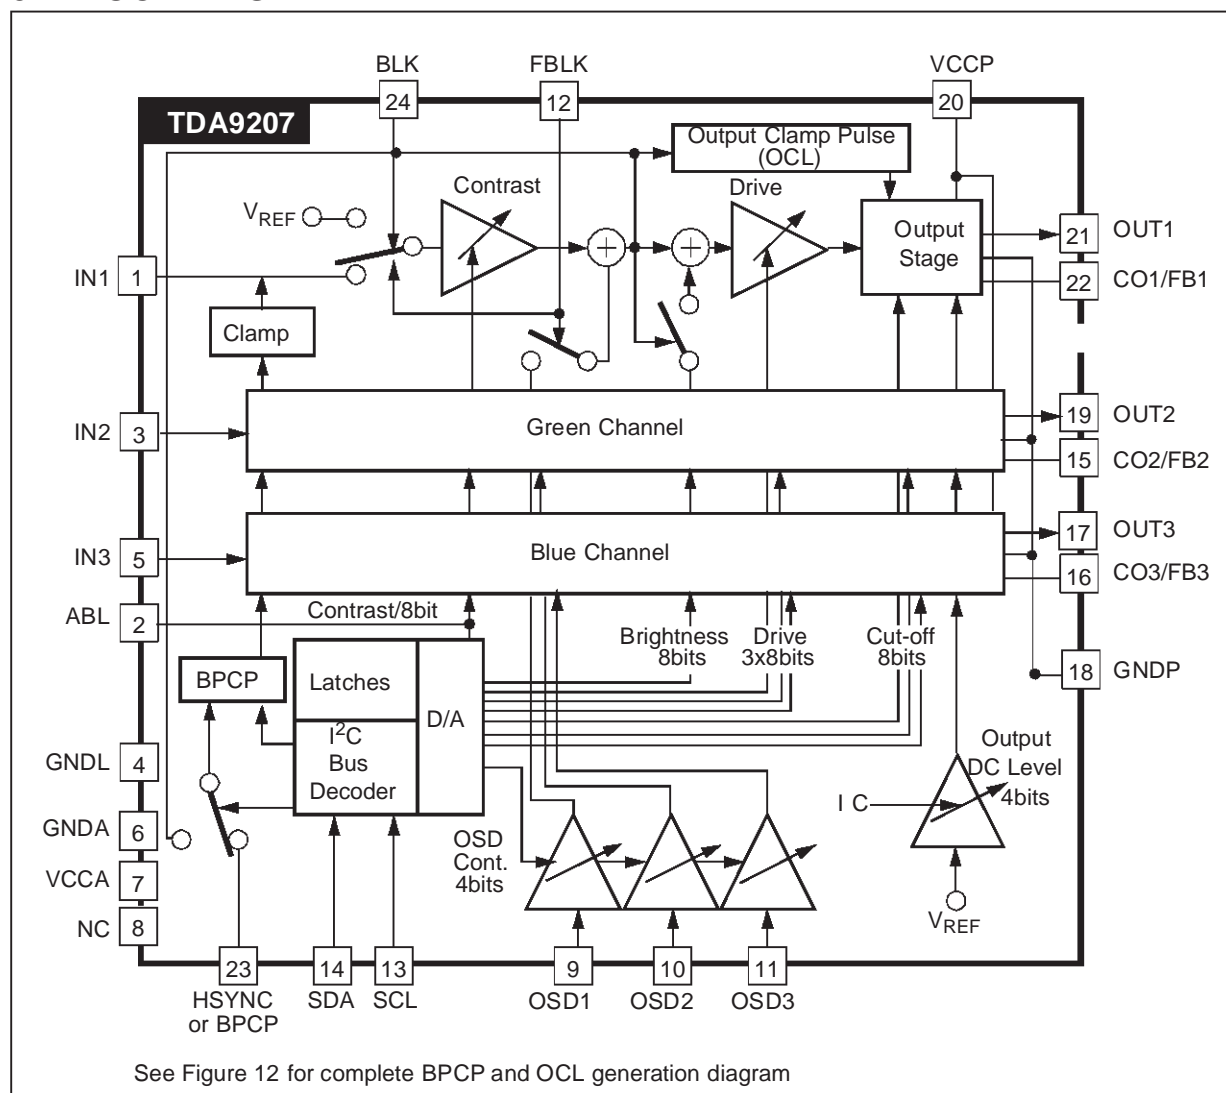 BLK
FBLK
VCCP
24
12
20
TDA9207
Output Clamp Pulse
(OCL)
Contrast
Drive
VREF
Output
Stage
21
OUT1
IN1
1
22
CO1/FB1
Clamp
19
OUT2
IN2
3
Green Channel
15
CO2/FB2
17
OUT3
IN3
5
Blue Channel
16
CO3/FB3
ABL
2
Contrast/8bit
Brightness
8bits
Drive
3x8bits
Cut-off
8bits
18
GNDP
BPCP
Latches
D/A
I2C
Bus
Decoder
GNDL
4
Output
DC Level
4bits
I C
GNDA
6
OSD
Cont.
4bits
VCCA
7
NC
8
VREF
23
14
13
9
10
11
HSYNC
or BPCP
SDA
SCL
OSD1
OSD2
OSD3
See Figure 12 for complete BPCP and OCL generation diagram